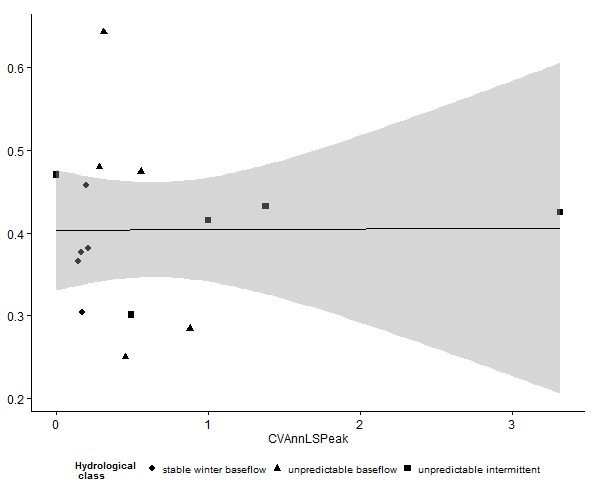 0.6
0.5
0.4
0.3
0.2
0 1 2 3
CVAnnLSPeak
Hydrological
class
stable winter baseflow unpredictable baseflow unpredictable intermittent